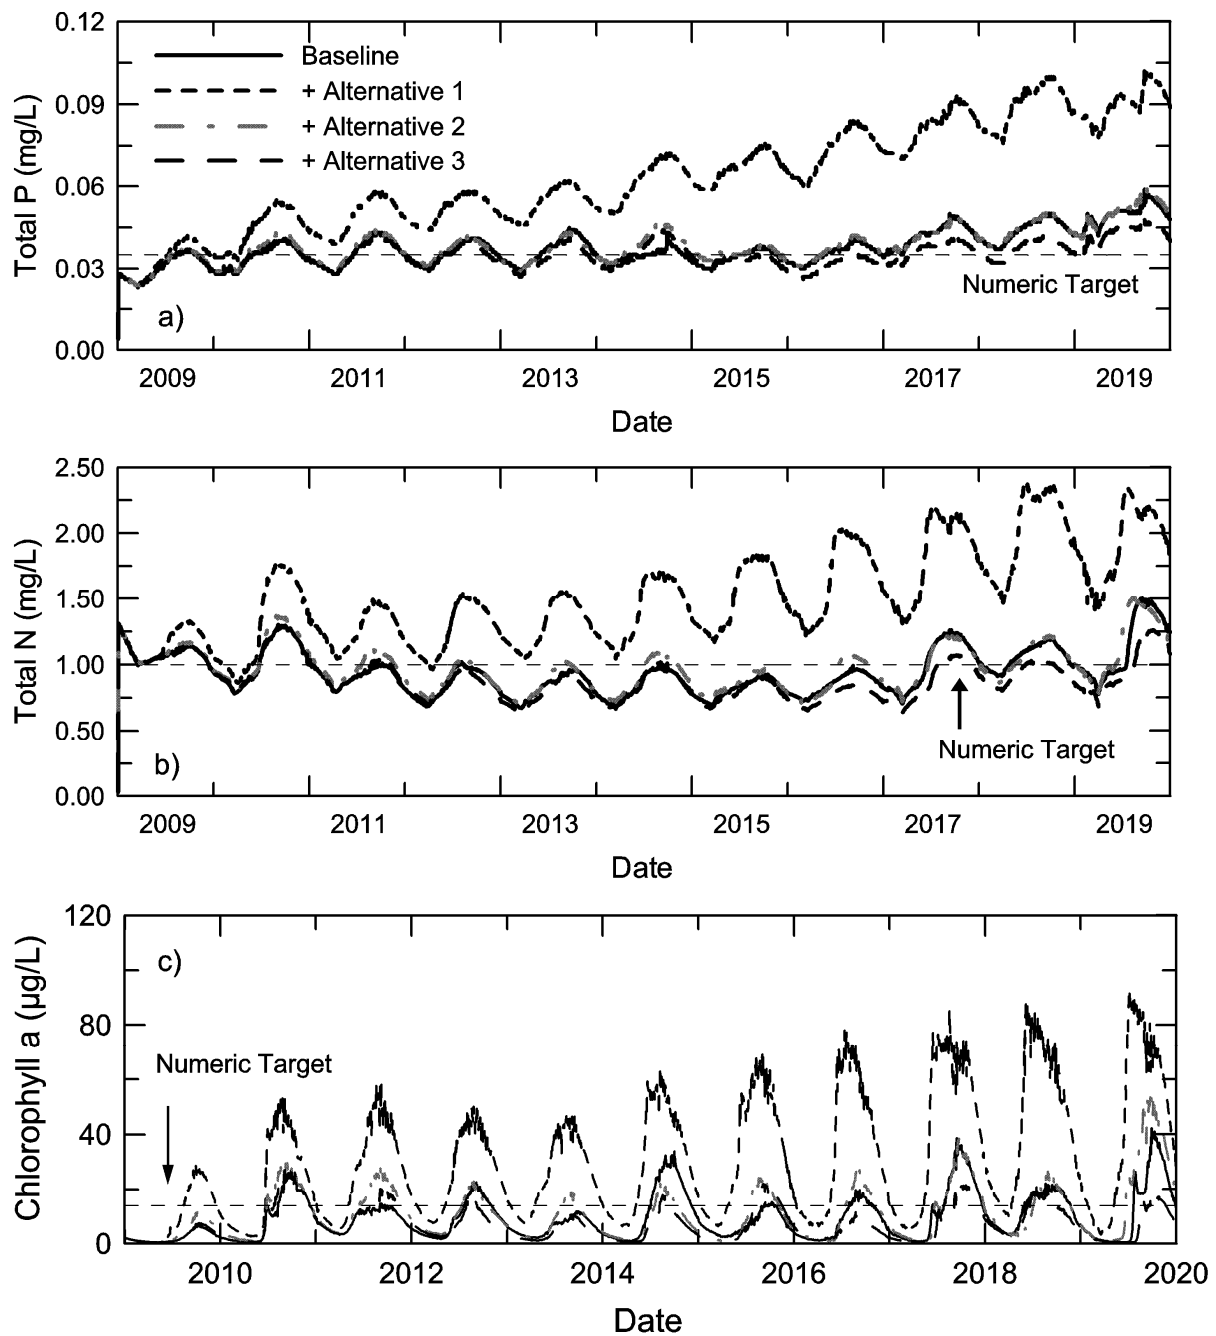 0.12
0.09
0.06
0.03
0.00
Total P (mg/L)
Baseline
+ Alternative 1
+ Alternative 2
+ Alternative 3
Numeric Target
a)
2009 2011 2013 2015 2017 2019
Date
2.50
2.00
1.50
1.00
0.50
0.00
Total N (mg/L)
b)
Numeric Target
2009 2011 2013 2015 2017 2019
Date
120
80
40
0
Chlorophyll a (µg/L)
c)
Numeric Target
2010 2012 2014 2016 2018 2020
Date